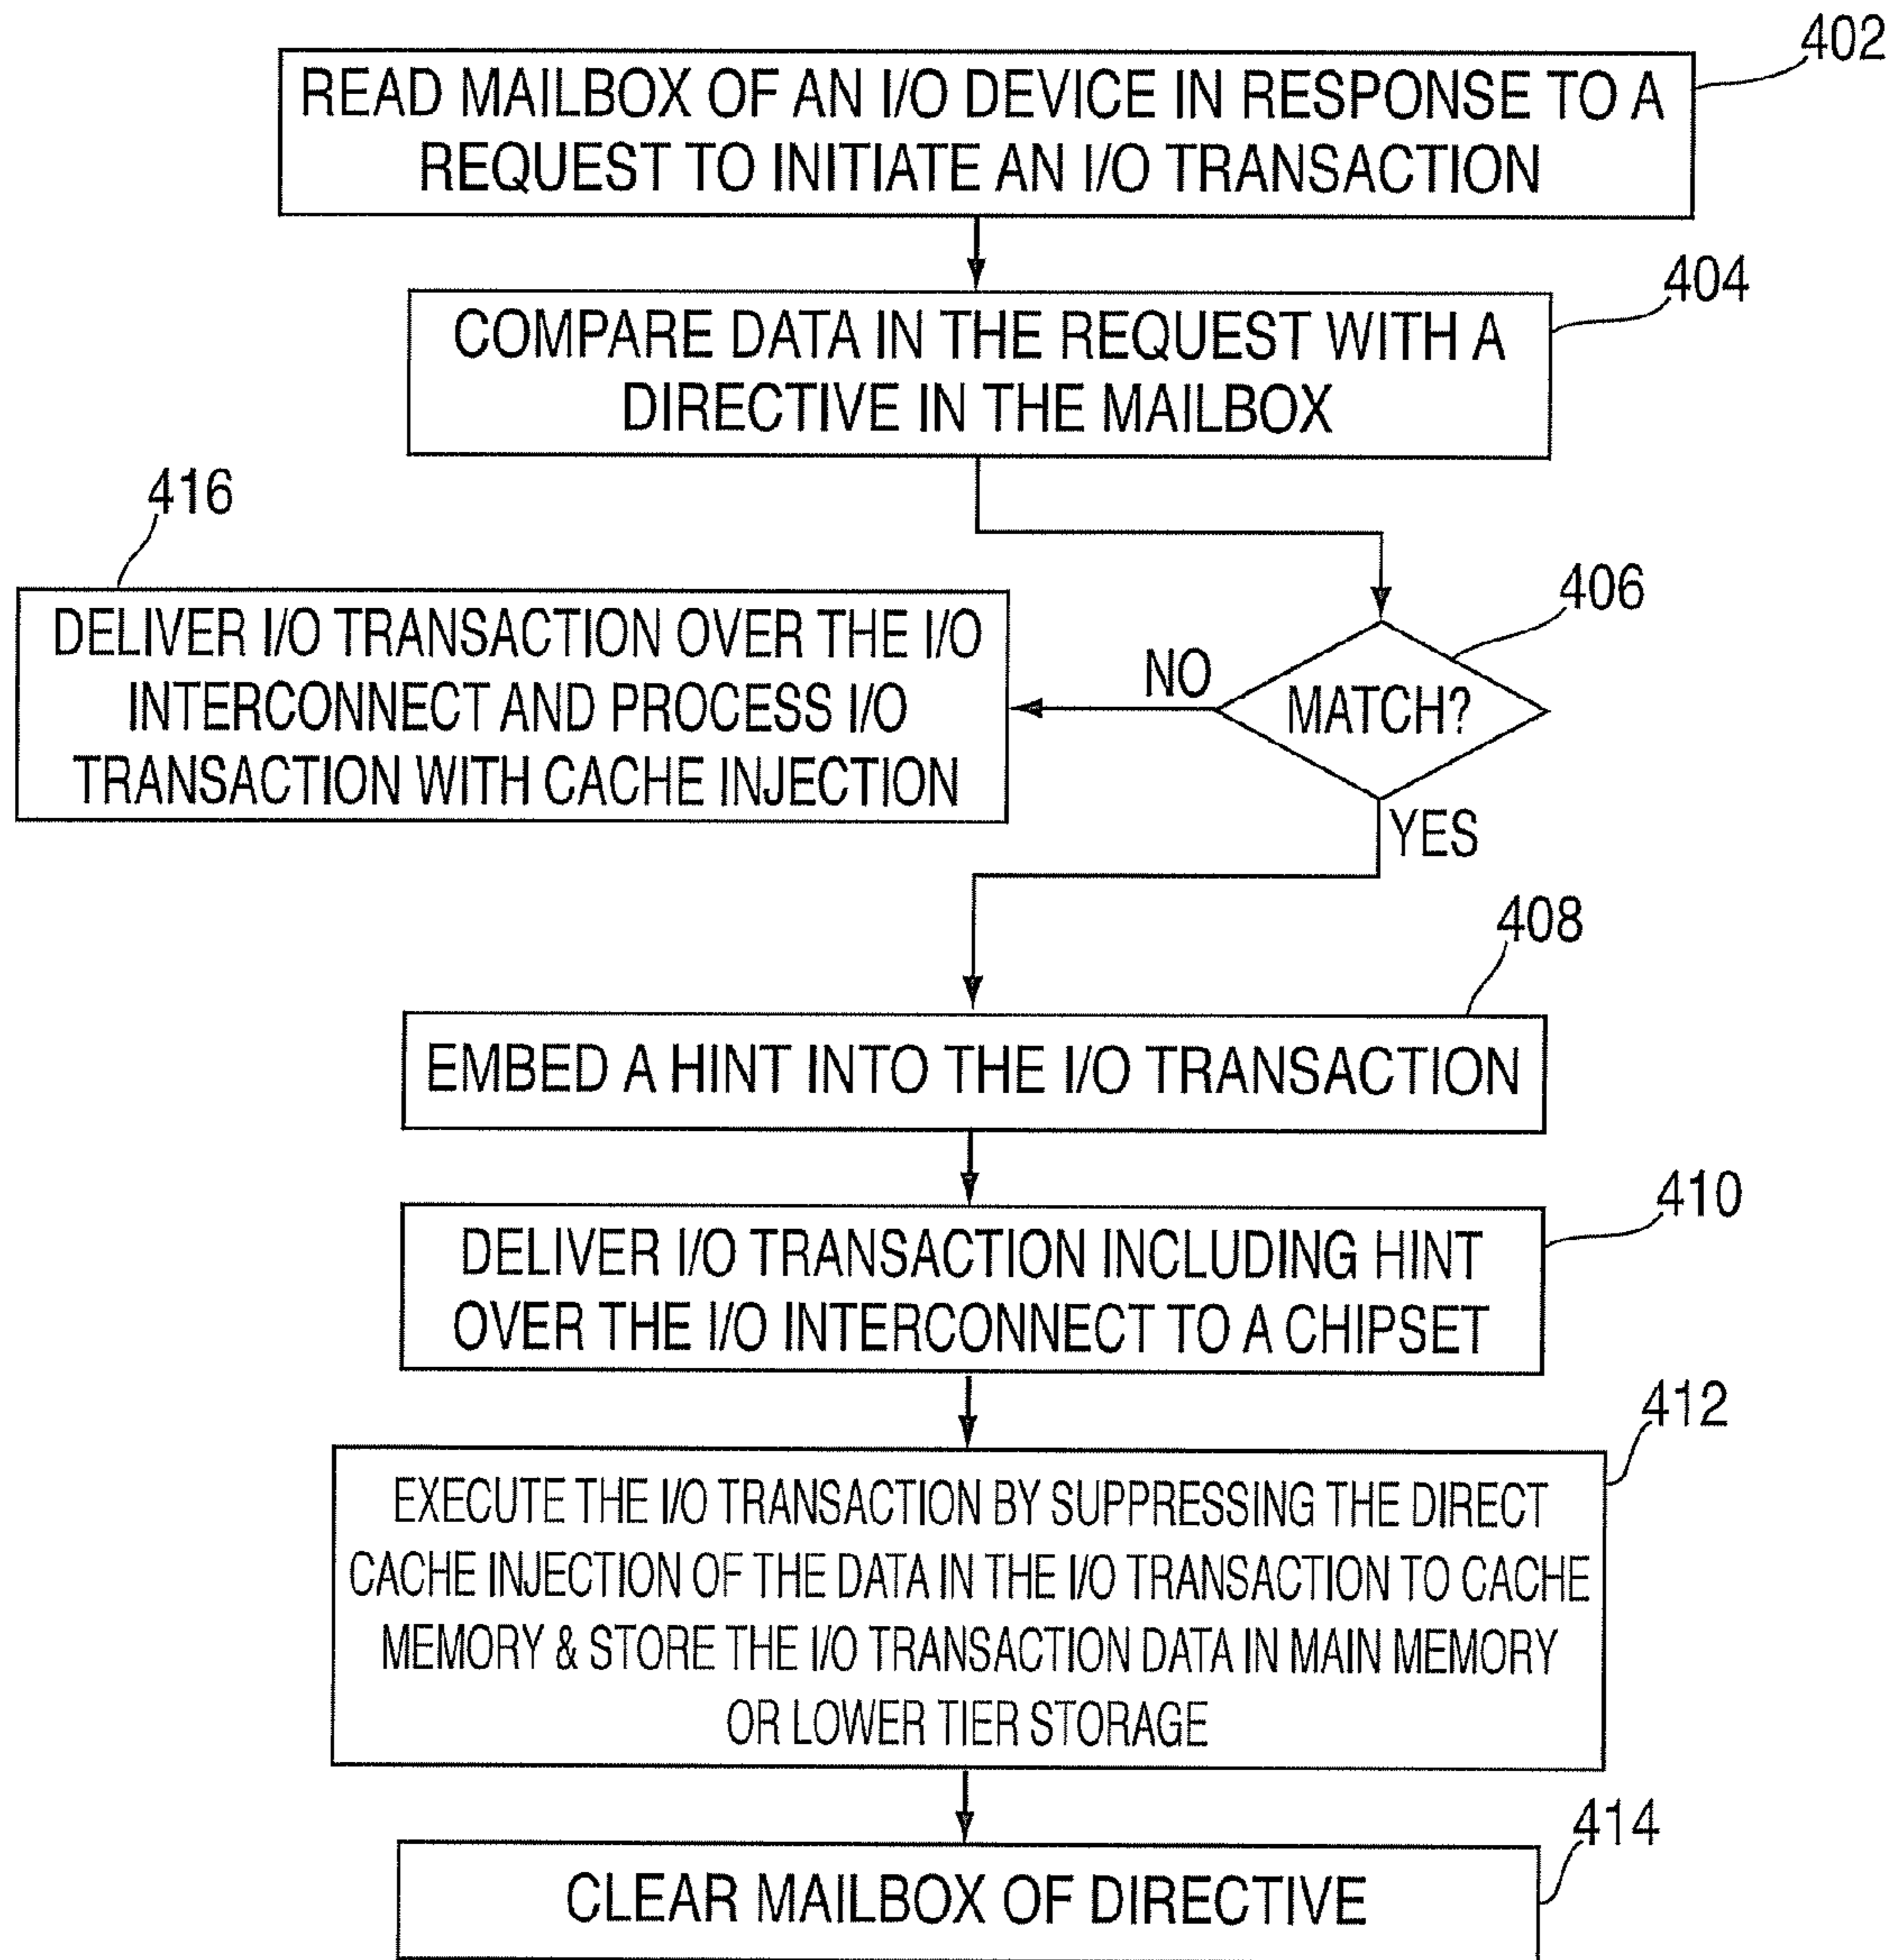 402
READ MAILBOX OF AN I/O DEVICE IN RESPONSE TO A
REQUEST TO INITIATE AN I/O TRANSACTION
404
COMPARE DATA IN THE REQUEST WITH A
DIRECTIVE IN THE MAILBOX
416
406
DELIVER I/O TRANSACTION OVER THE I/O
INTERCONNECT AND PROCESS I/O
TRANSACTION WITH CACHE INJECTION
NO
MATCH?
YES
408
EMBED A HINT INTO THE I/O TRANSACTION
410
DELIVER I/O TRANSACTION INCLUDING HINT
OVER THE I/O INTERCONNECT TO A CHIPSET
412
EXECUTE THE I/O TRANSACTION BY SUPPRESSING THE DIRECT
CACHE INJECTION OF THE DATA IN THE I/O TRANSACTION TO CACHE
MEMORY & STORE THE I/O TRANSACTION DATA IN MAIN MEMORY
OR LOWER TIER STORAGE
414
CLEAR MAILBOX OF DIRECTIVE